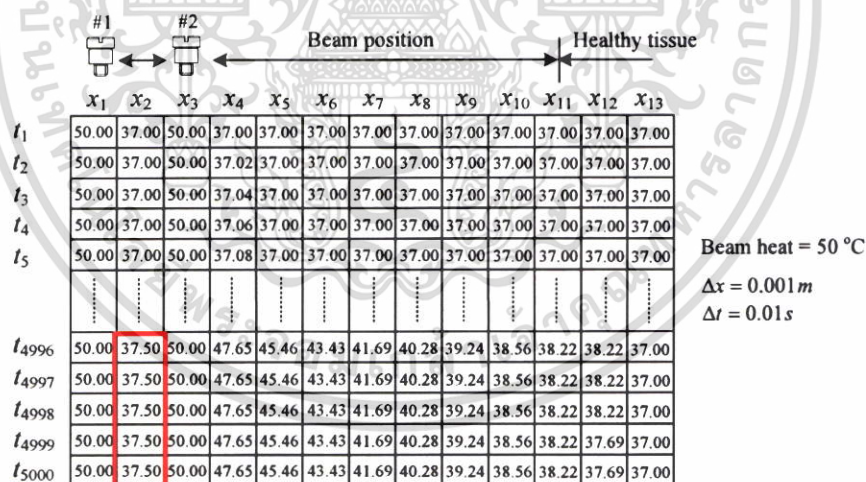 #1 #2
Beam position Healthy tissue
x1 x2 x3 x4 x5 x6 x7 x8 x9 x10 x11 x12 x13
t1 50.00 37.00 50.00 37.00 37.00 37.00 37.00 37.00 37.00 37.00 37.00 37.00 37.00
t2 50.00 37.00 50.00 37.02 37.00 37.00 37.00 37.00 37.00 37.00 37.00 37.00 37.00
t3 50.00 37.00 50.00 37.04 37.00 37.00 37.00 37.00 37.00 37.00 37.00 37.00 37.00
t4 50.00 37.00 50.00 37.06 37.00 37.00 37.00 37.00 37.00 37.00 37.00 37.00 37.00
t5 50.00 37.00 50.00 37.08 37.00 37.00 37.00 37.00 37.00 37.00 37.00 37.00 37.00
Beam heat = 50 °C
Δx = 0.001m
Δt = 0.01s
t4996 50.00 37.50 50.00 47.65 45.46 43.43 41.69 40.28 39.24 38.56 38.22 38.22 37.00
t4997 50.00 37.50 50.00 47.65 45.46 43.43 41.69 40.28 39.24 38.56 38.22 38.22 37.00
t4998 50.00 37.50 50.00 47.65 45.46 43.43 41.69 40.28 39.24 38.56 38.22 38.22 37.00
t4999 50.00 37.50 50.00 47.65 45.46 43.43 41.69 40.28 39.24 38.56 38.22 37.69 37.00
t5000 50.00 37.50 50.00 47.65 45.46 43.43 41.69 40.28 39.24 38.56 38.22 37.69 37.00